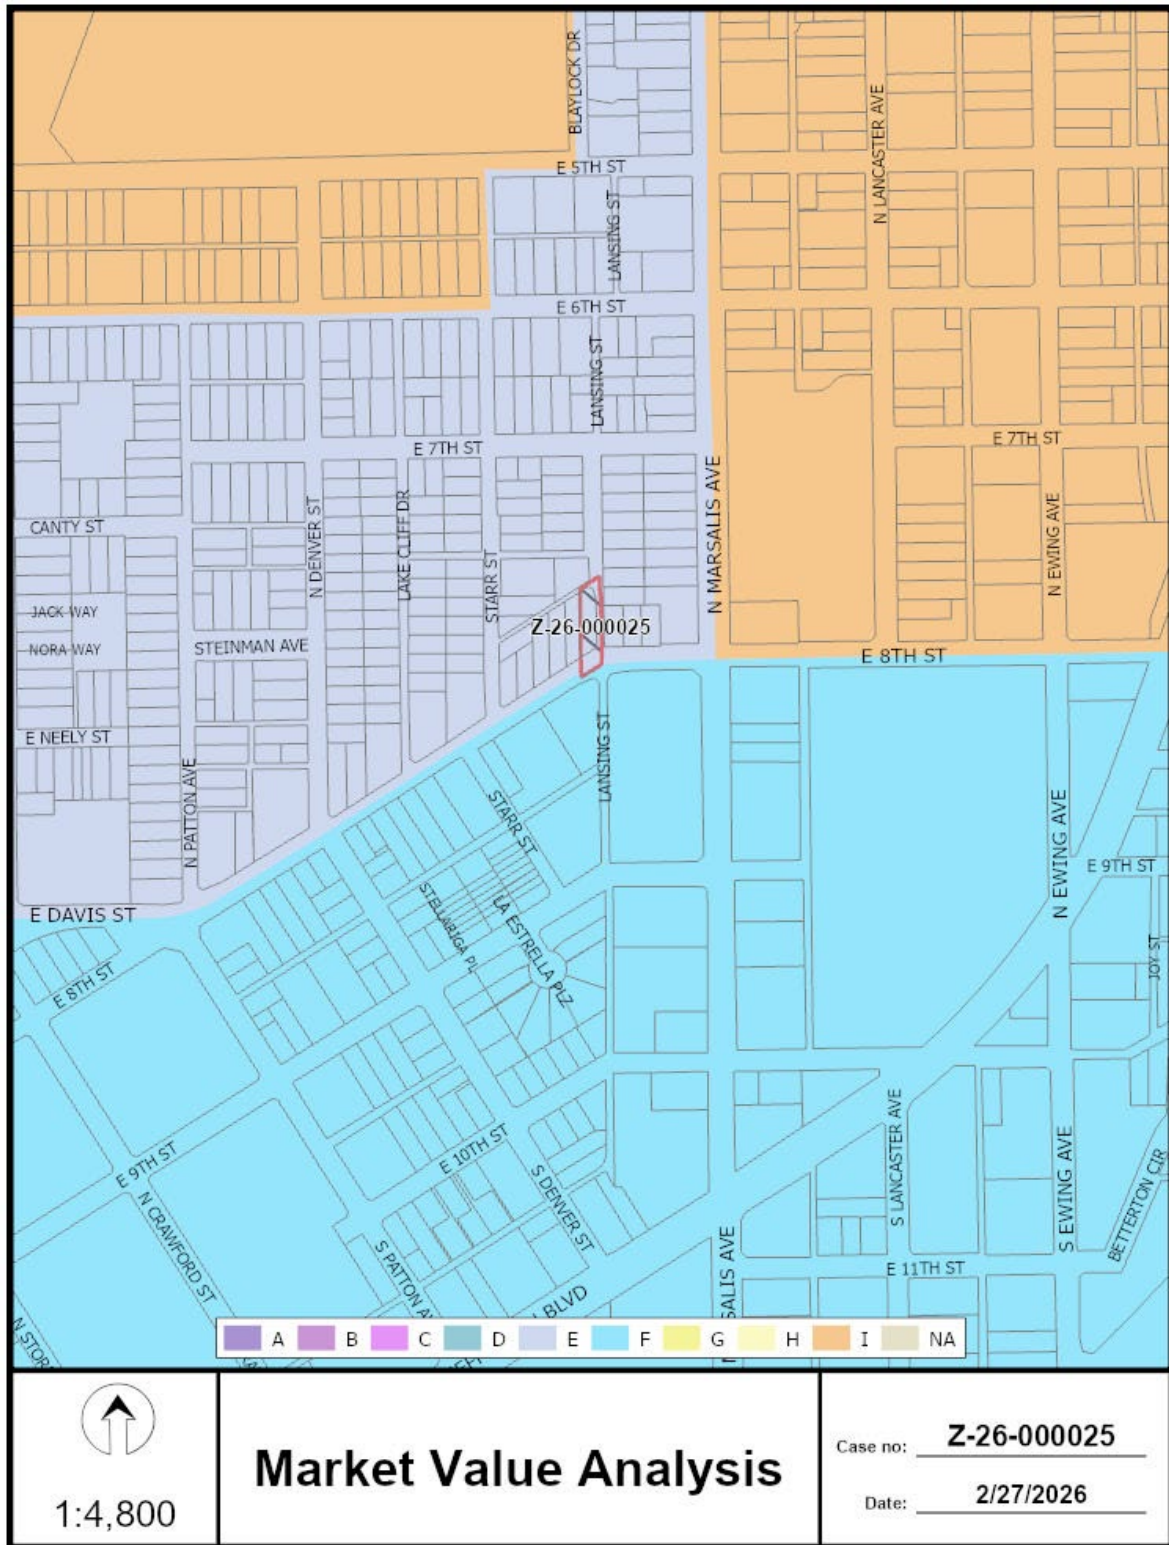 BLAYLOCK DR
N LANCASTER AVE
E 5TH ST
LANSING ST
E 6TH ST
LANSING ST
E 7TH ST
E 7TH ST
N MARSALIS AVE
CANTY ST
N DENVER ST
LAKE CLIFF DR
STARR ST
N EWING AVE
JACK WAY
Z-26-000025
NORA WAY
STEINMAN AVE
E 8TH ST
E NEELY ST
LANSING ST
N PATTON AVE
STARR ST
N EWING AVE
E 9TH ST
E DAVIS ST
STELLARIGA PL
LA ESTRELLA PLZ
JOY ST
E 8TH ST
E 9TH ST
E 10TH ST
S LANCASTER AVE
S EWING AVE
BETTERTON CIR
N CRAWFORD ST
S DENVER ST
S PATTON AV
E 11TH ST
SALIS AVE
BLVD
N STOR
A B C D E F G H I NA
1:4,800
Market Value Analysis
Case no: Z-26-000025
Date: 2/27/2026